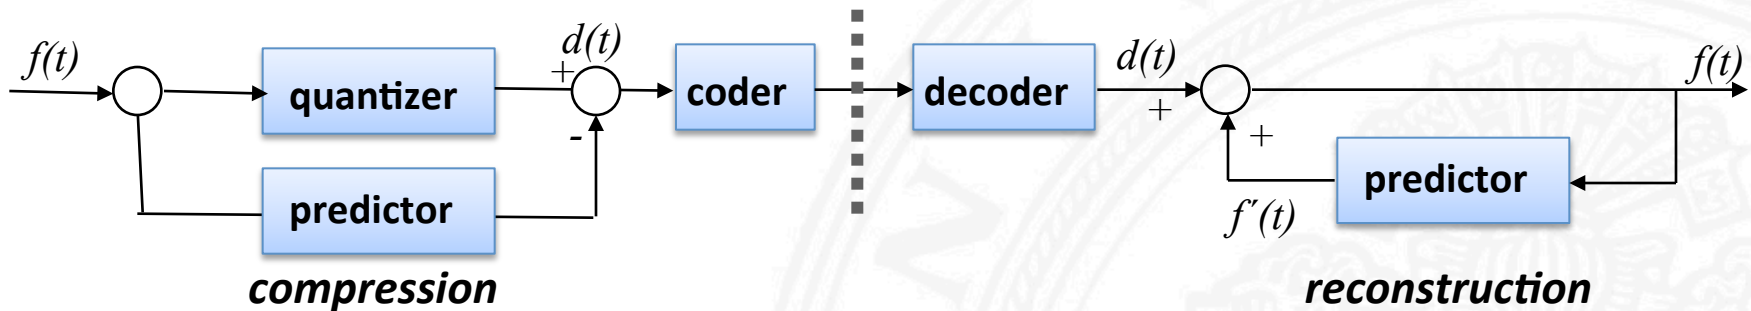 f(t)
quantizer
d(t)
+
-
predictor
coder
decoder
d(t)
+
+
f(t)
predictor
f′(t)
compression
reconstruction